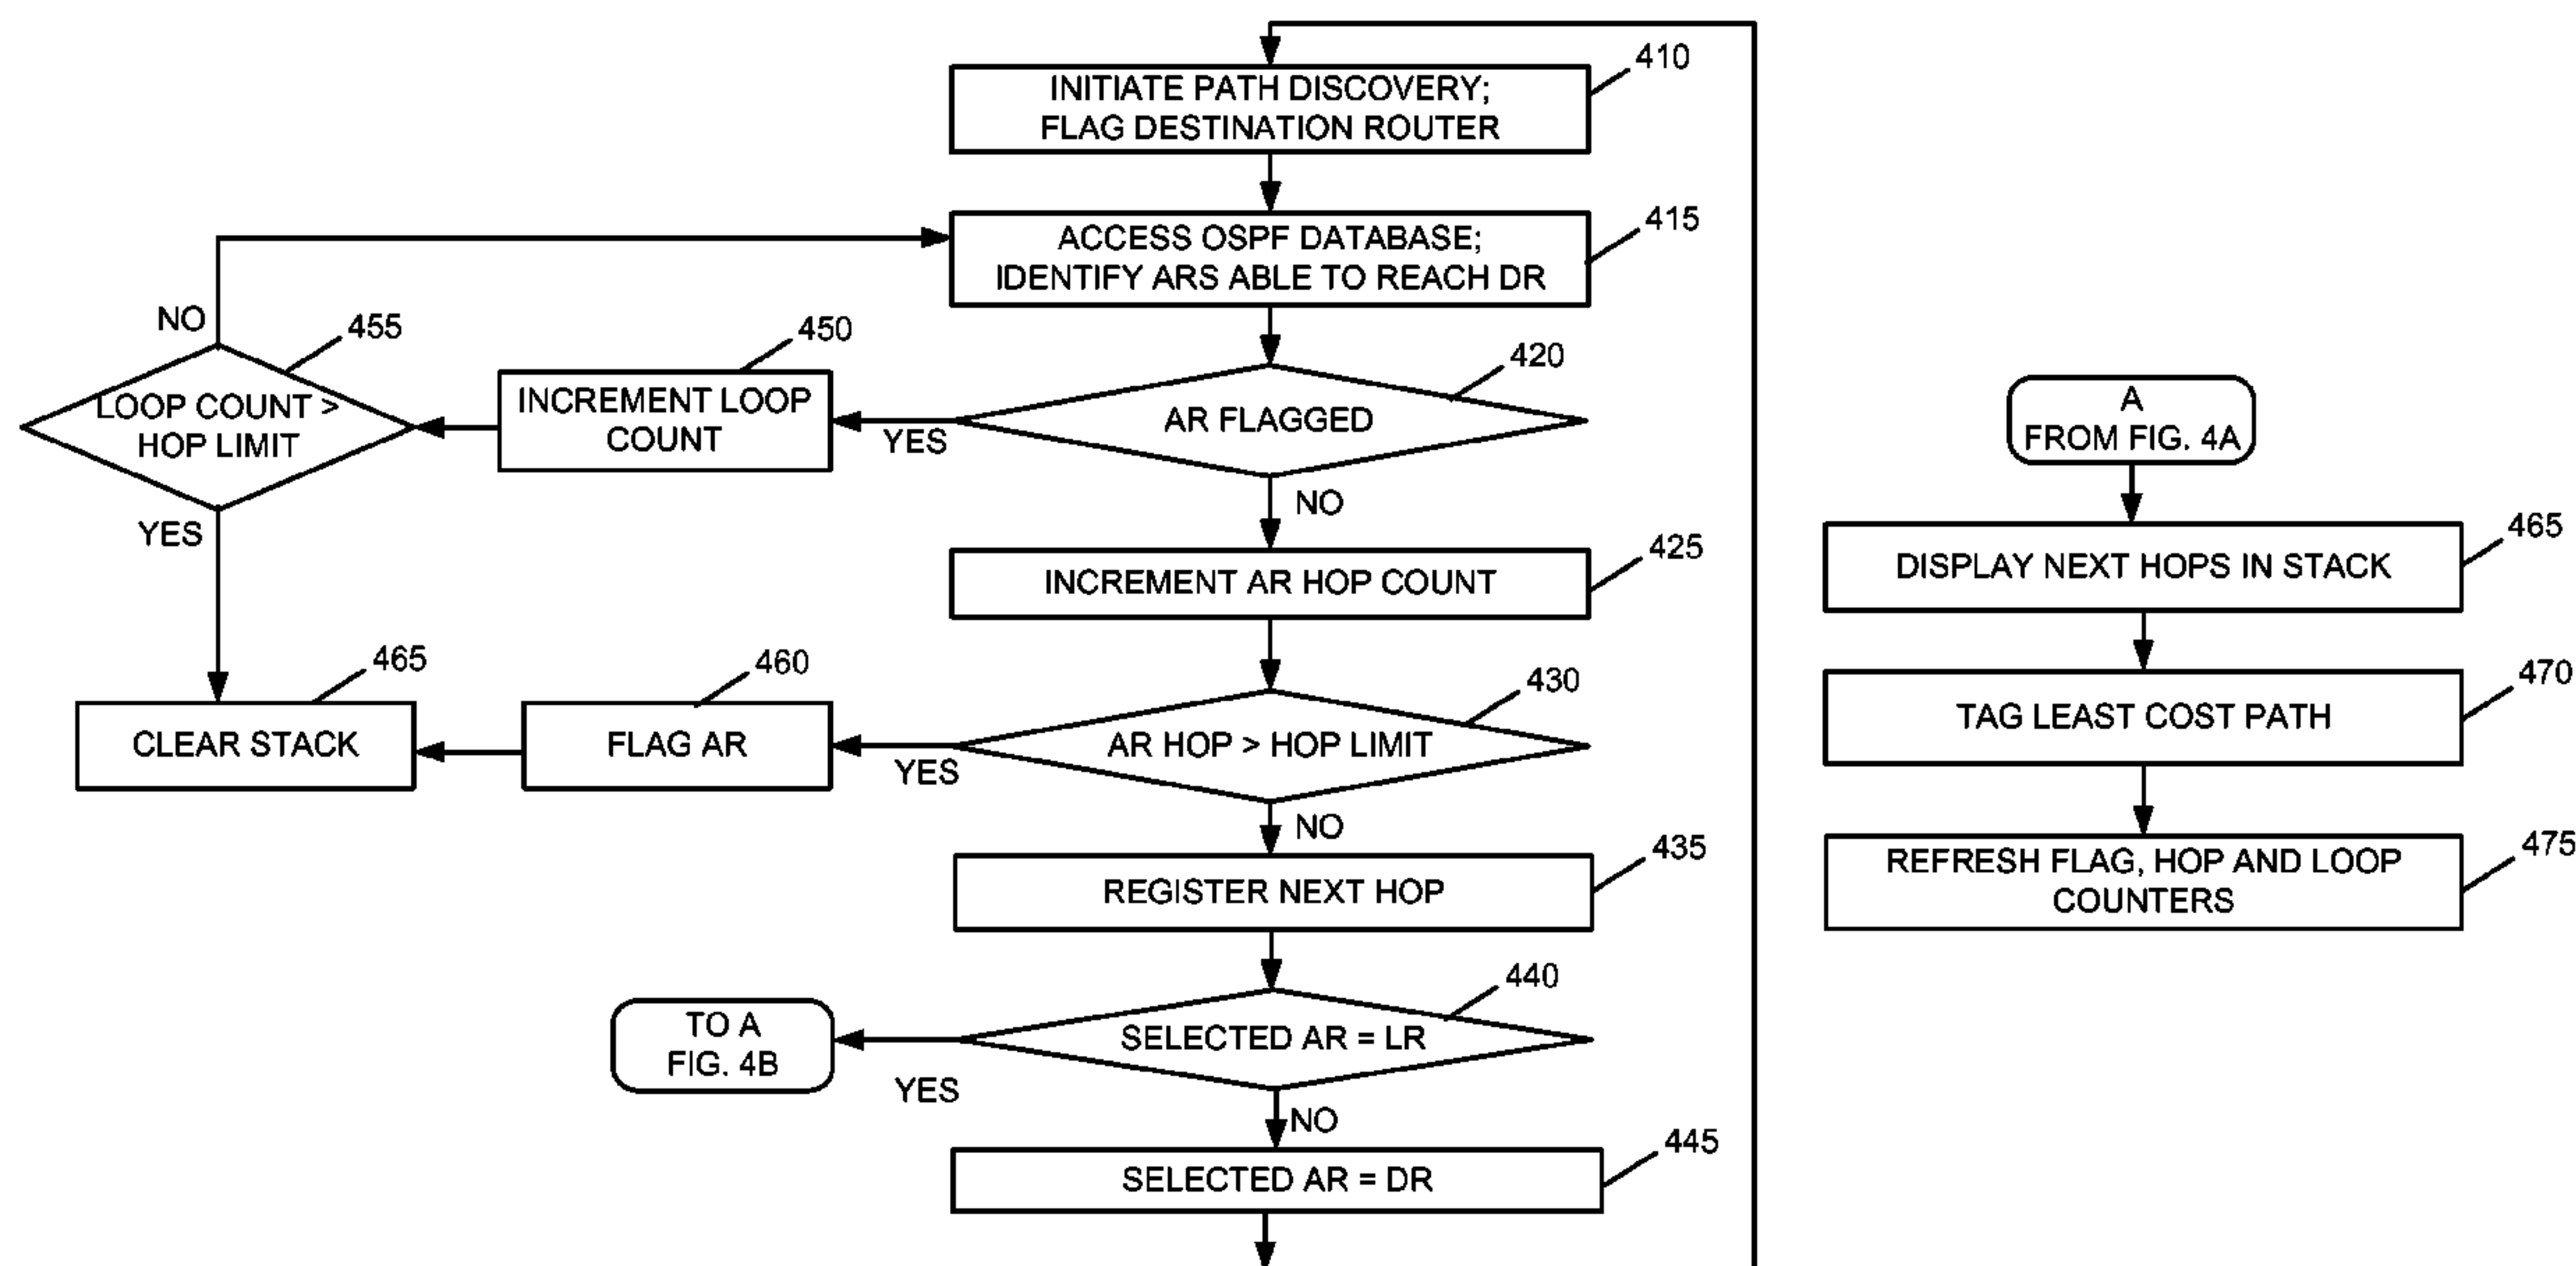 410
INITIATE PATH DISCOVERY;
FLAG DESTINATION ROUTER
415
ACCESS OSPF DATABASE;
IDENTIFY ARS ABLE TO REACH DR
420
AR FLAGGED
YES
NO
450
INCREMENT LOOP
COUNT
455
LOOP COUNT >
HOP LIMIT
NO
YES
425
INCREMENT AR HOP COUNT
430
AR HOP > HOP LIMIT
YES
NO
460
FLAG AR
465
CLEAR STACK
435
REGISTER NEXT HOP
440
SELECTED AR = LR
YES
NO
TO A
FIG. 4B
445
SELECTED AR = DR
A
FROM FIG. 4A
465
DISPLAY NEXT HOPS IN STACK
470
TAG LEAST COST PATH
475
REFRESH FLAG, HOP AND LOOP
COUNTERS